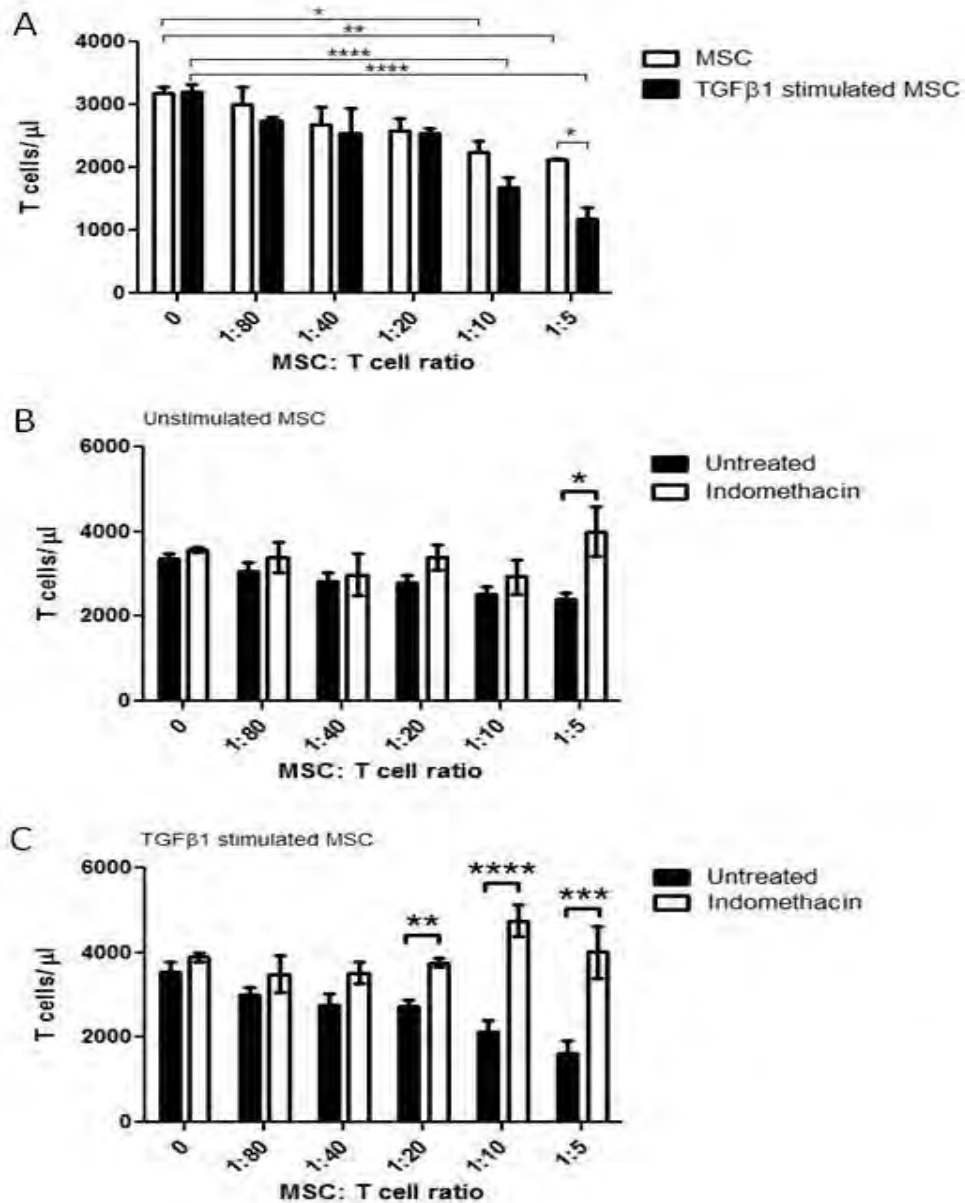 A
*
**
****
****
4000
3000
2000
1000
0
T cells/µl
*
MSC
TGFβ1 stimulated MSC
0
1:80
1:40
1:20
1:10
1:5
MSC: T cell ratio
B
Unstimulated MSC
6000
4000
2000
0
T cells/µl
*
Untreated
Indomethacin
0
1:80
1:40
1:20
1:10
1:5
MSC: T cell ratio
C
TGFβ1 stimulated MSC
6000
4000
2000
0
T cells/µl
**
****
***
Untreated
Indomethacin
0
1:80
1:40
1:20
1:10
1:5
MSC: T cell ratio